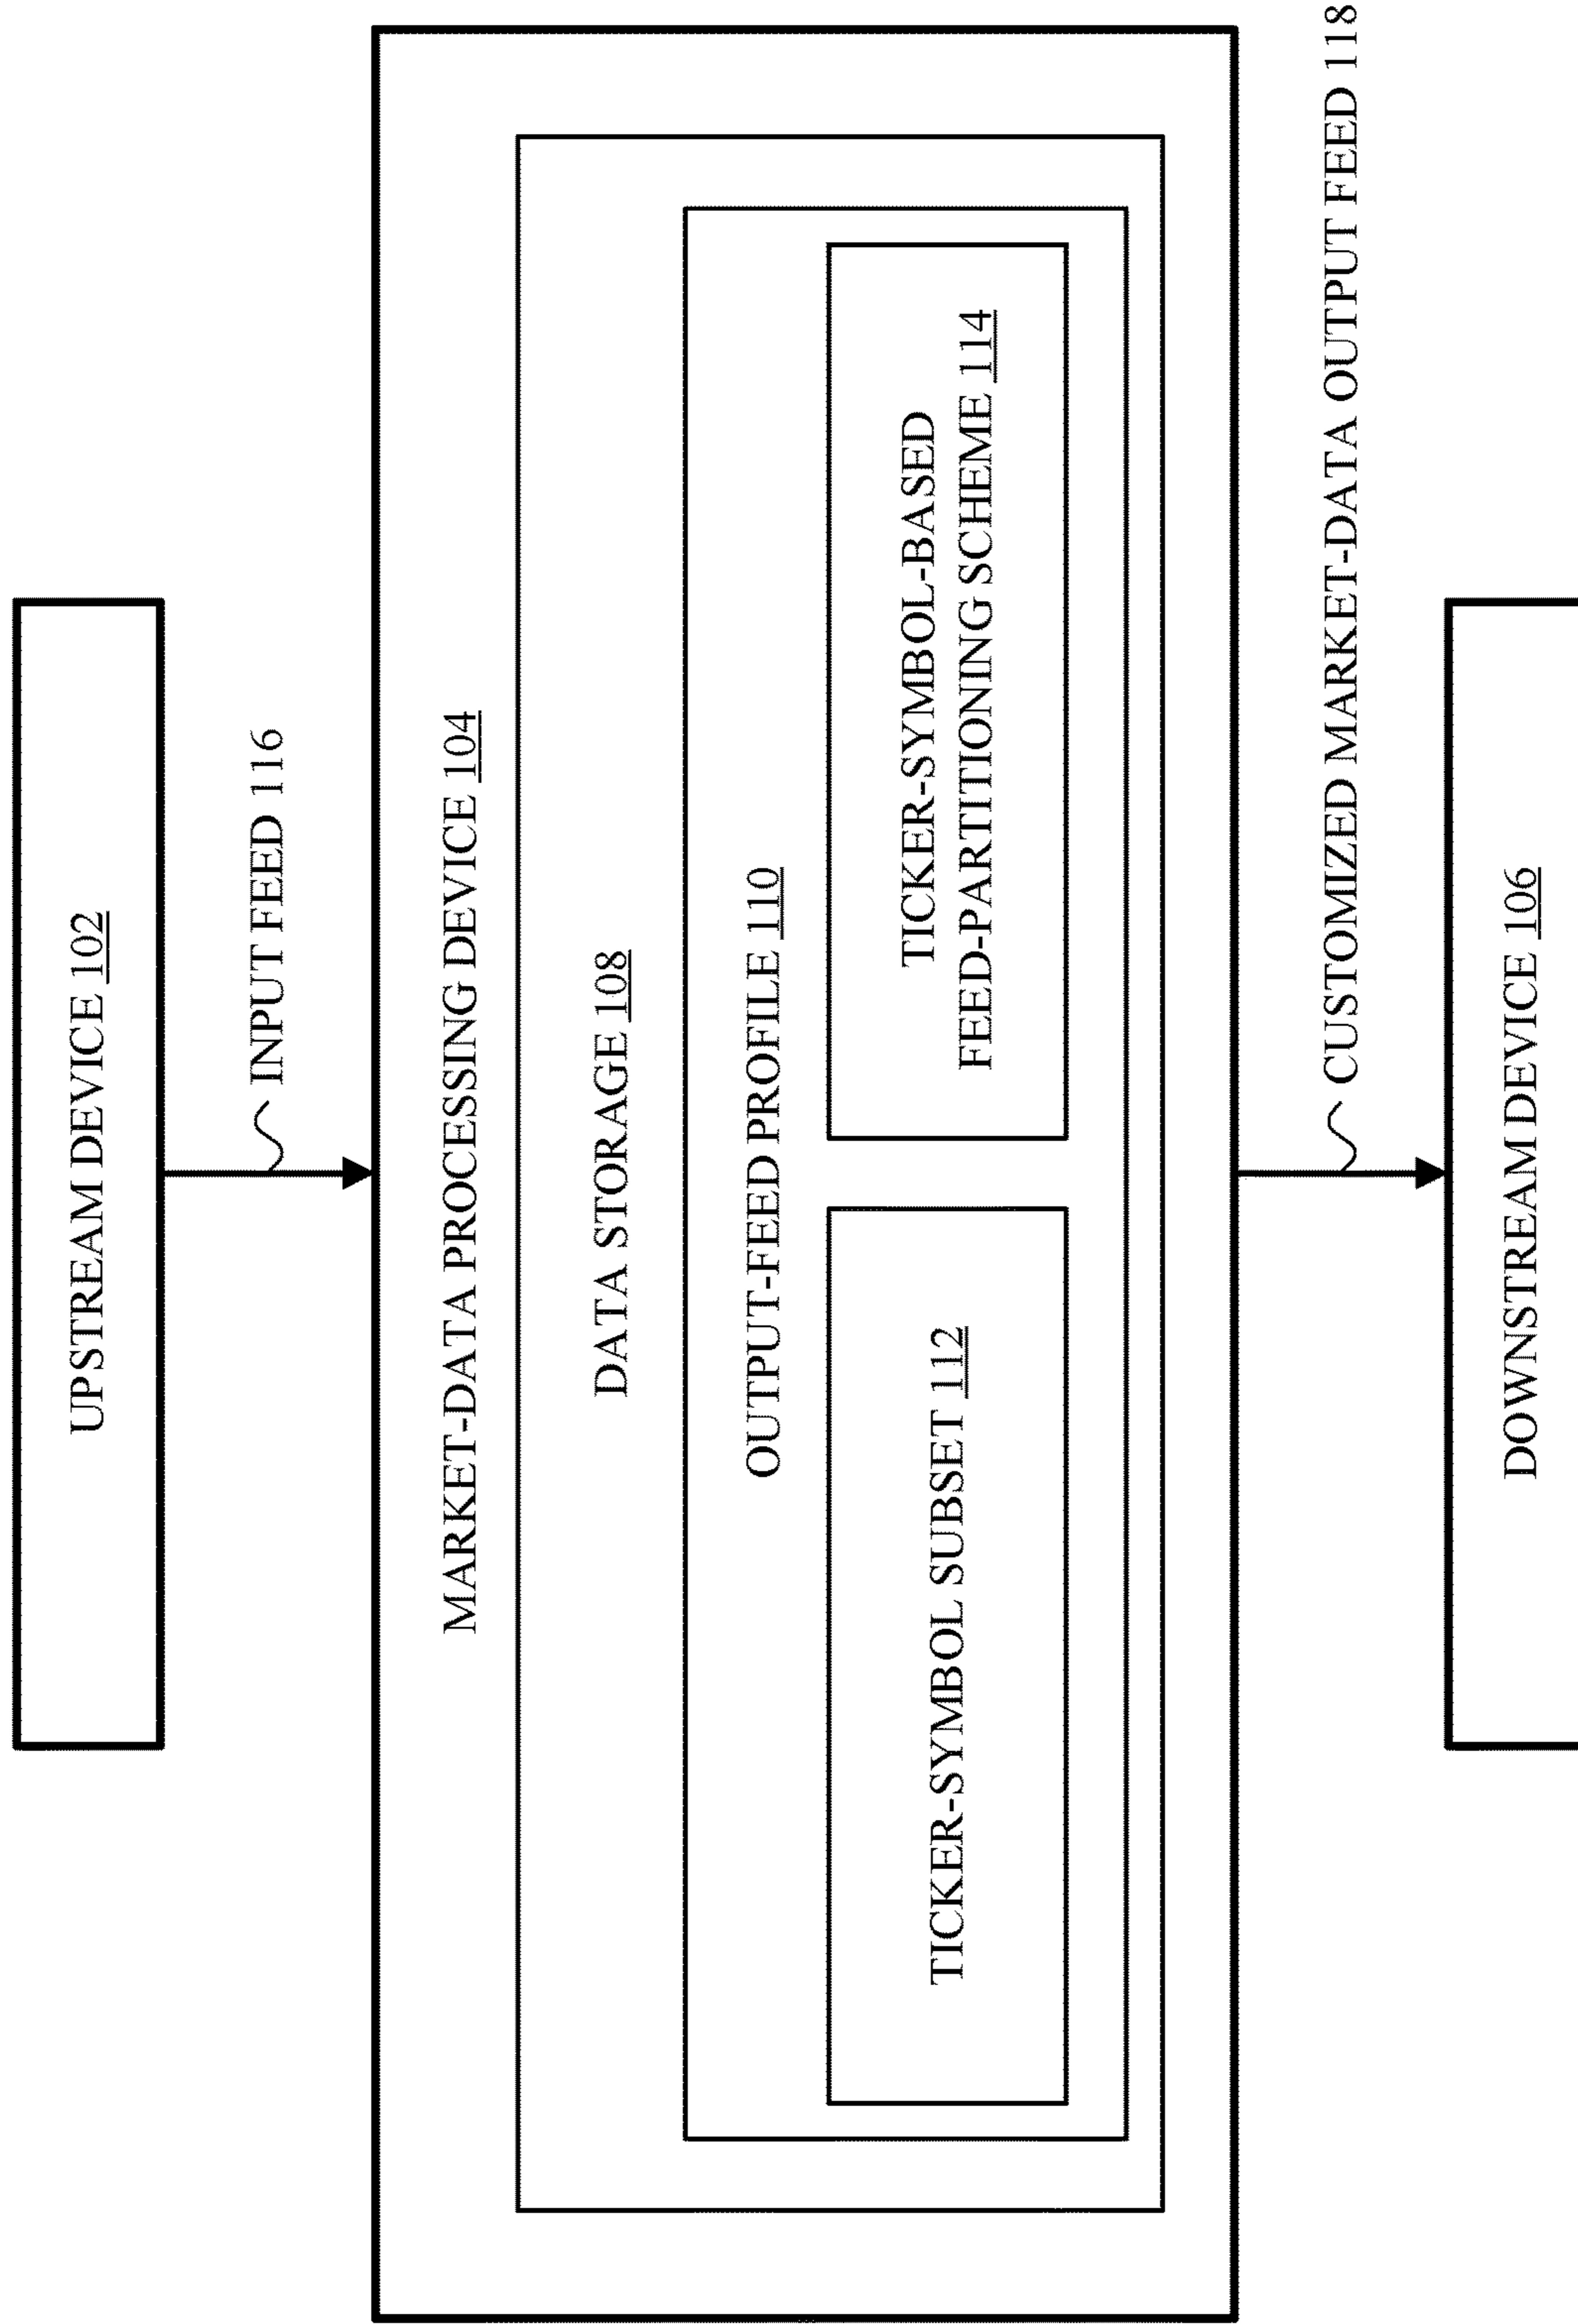 UPSTREAM DEVICE 102
INPUT FEED 116
MARKET-DATA PROCESSING DEVICE 104
DATA STORAGE 108
OUTPUT-FEED PROFILE 110
TICKER-SYMBOL SUBSET 112
TICKER-SYMBOL-BASED
FEED-PARTITIONING SCHEME 114
CUSTOMIZED MARKET-DATA OUTPUT FEED 118
DOWNSTREAM DEVICE 106